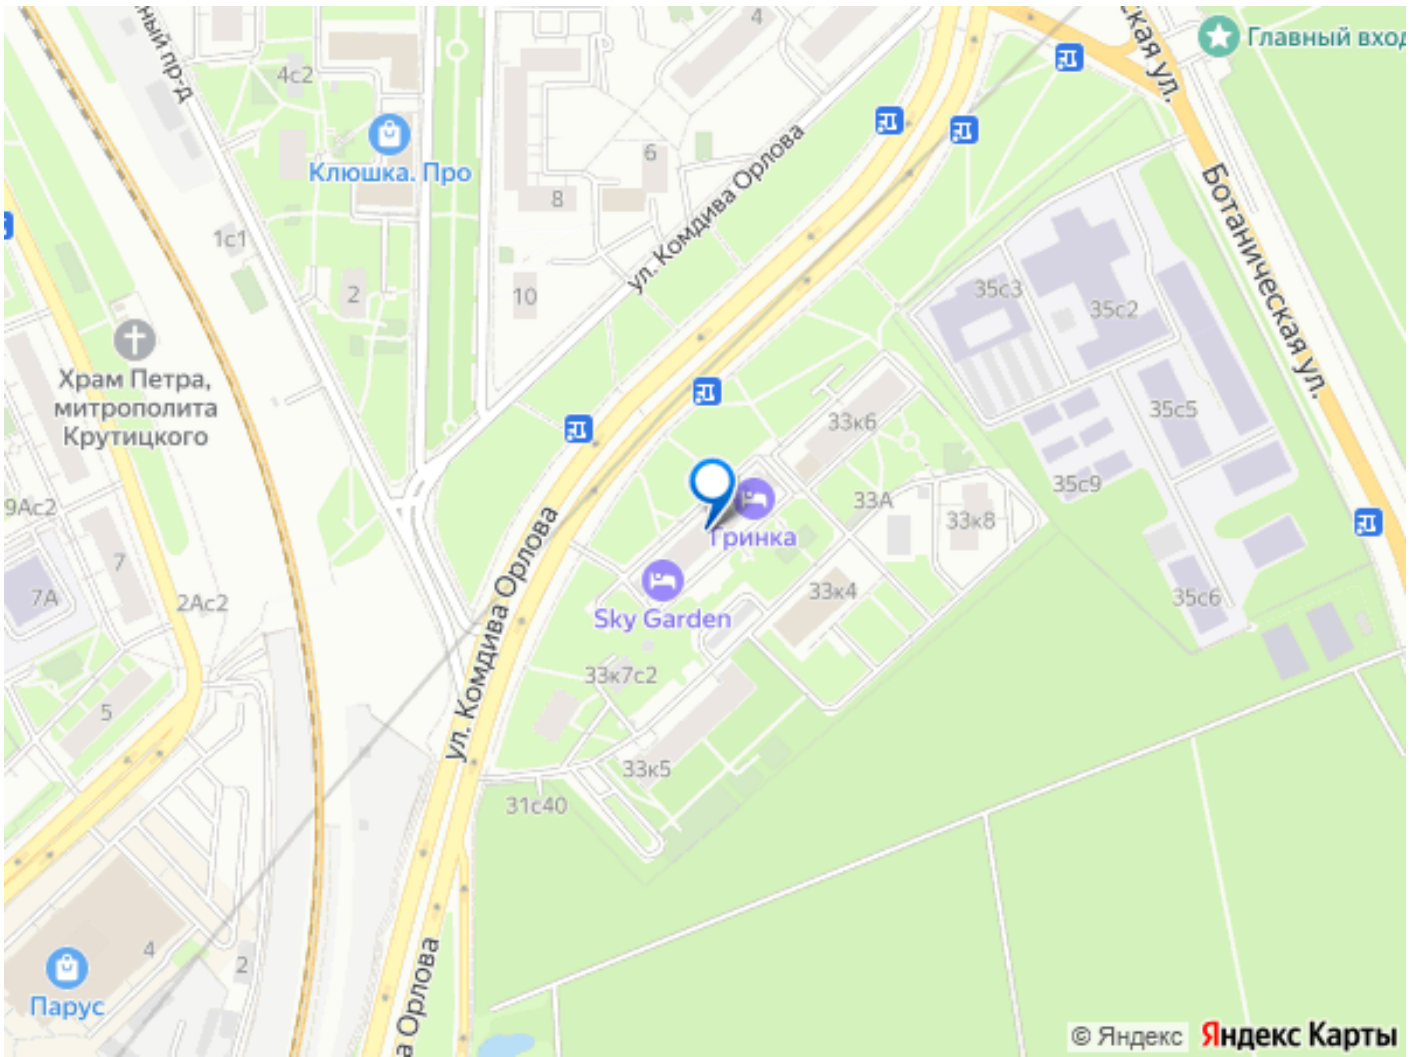 4
Главный вход
ская ул.
ный пр-д
4с2
Клюшка. Про
6
8
ул. Комдива Орлова
Ботаническая ул.
1с1
2
10
35с3
35с2
Храм Петра,
митрополита
Крутицкого
35с5
33к6
35с9
9Ас2
33А
33к8
Гринка
7
7А
2Ас2
Sky Garden
33к4
35с6
ул. Комдива Орлова
33к7с2
5
33к5
31с40
4
2
Парус
а Орлова
© Яндекс
Яндекс Карты